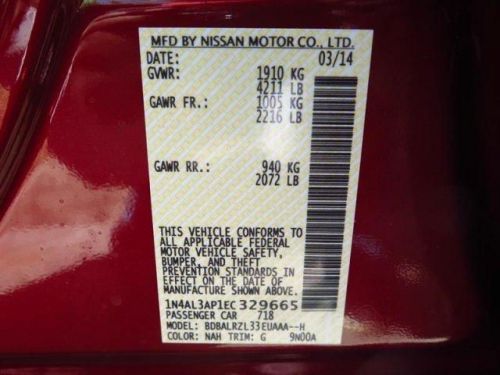 MFD BY NISSAN MOTOR CO., LTD.
DATE: 03/14
GVWR: 1910 KG
4211 LB
GAWR FR.: 1005 KG
2216 LB
GAWR RR.: 940 KG
2072 LB
THIS VEHICLE CONFORMS TO
ALL APPLICABLE FEDERAL
MOTOR VEHICLE SAFETY,
BUMPER, AND THEFT
PREVENTION STANDARDS
IN EFFECT ON THE DATE OF
MANUFACTURE SHOWN ABOVE.
1N4AL3AP1EC 329665
PASSENGER CAR 718
MODEL: BDBALRZL33EUAAA--H
COLOR: NAH TRIM: G 9N00A